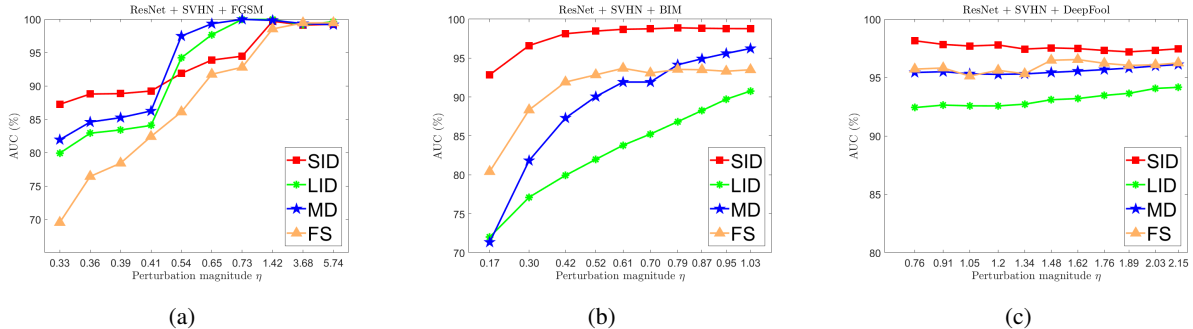 ResNet + SVHN + FGSM
AUC (%)
100
95
90
85
80
75
70
SID
LID
MD
FS
0.33 0.36 0.39 0.41 0.54 0.65 0.73 1.42 3.68 5.74
Perturbation magnitude η
(a)
ResNet + SVHN + BIM
AUC (%)
100
95
90
85
80
75
70
SID
LID
MD
FS
0.17 0.30 0.42 0.52 0.61 0.70 0.79 0.87 0.95 1.03
Perturbation magnitude η
(b)
ResNet + SVHN + DeepFool
AUC (%)
100
95
90
85
80
SID
LID
MD
FS
0.76 0.91 1.05 1.2 1.34 1.48 1.62 1.76 1.89 2.03 2.15
Perturbation magnitude η
(c)